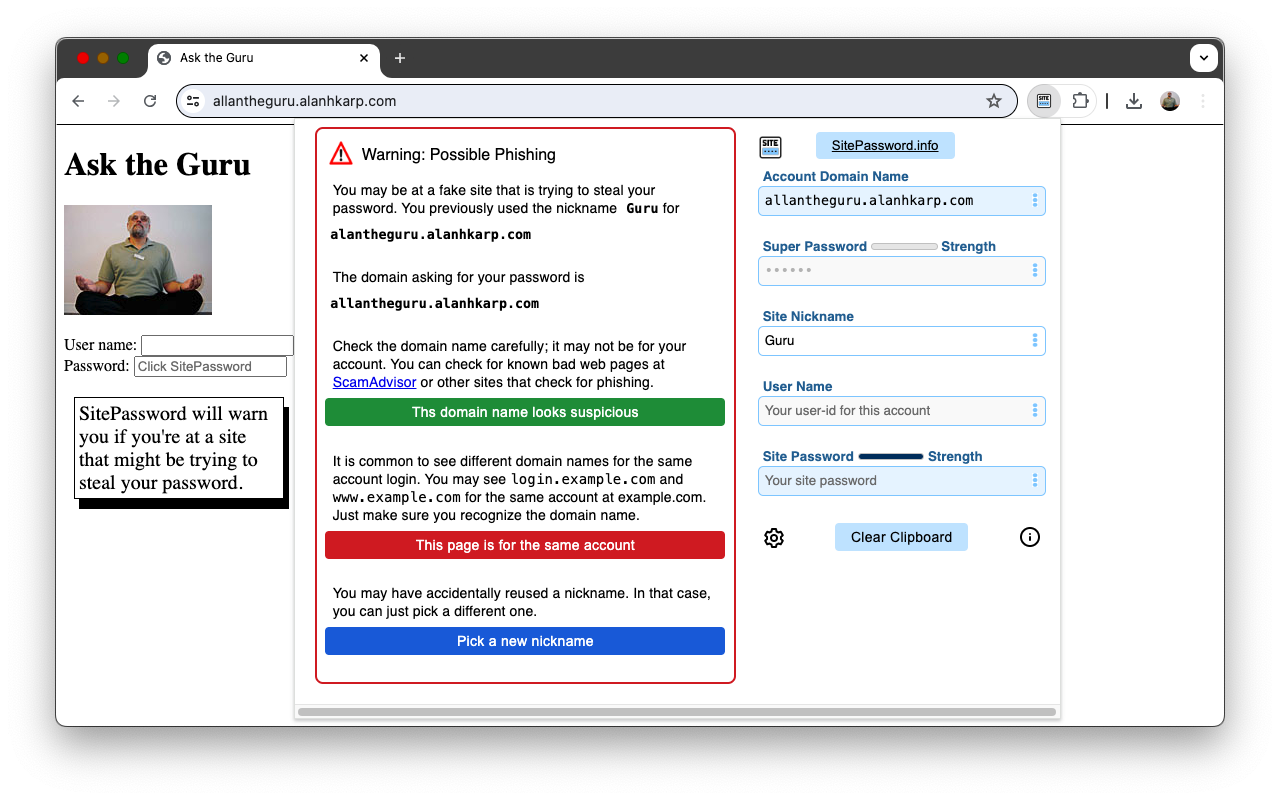 Ask the Guru
allantheguru.alanhkarp.com
Ask the Guru
User name:
Password: Click SitePassword
SitePassword will warn
you if you're at a site
that might be trying to
steal your password.
Warning: Possible Phishing
You may be at a fake site that is trying to steal your
password. You previously used the nickname Guru for
alantheguru.alanhkarp.com
The domain asking for your password is
allantheguru.alanhkarp.com
Check the domain name carefully; it may not be for your
account. You can check for known bad web pages at
ScamAdvisor or other sites that check for phishing.
Ths domain name looks suspicious
It is common to see different domain names for the same
account login. You may see login.example.com and
www.example.com for the same account at example.com.
Just make sure you recognize the domain name.
This page is for the same account
You may have accidentally reused a nickname. In that case,
you can just pick a different one.
Pick a new nickname
SITE
SitePassword.info
Account Domain Name
allantheguru.alanhkarp.com
Super Password Strength
Site Nickname
Guru
User Name
Your user-id for this account
Site Password Strength
Your site password
Clear Clipboard